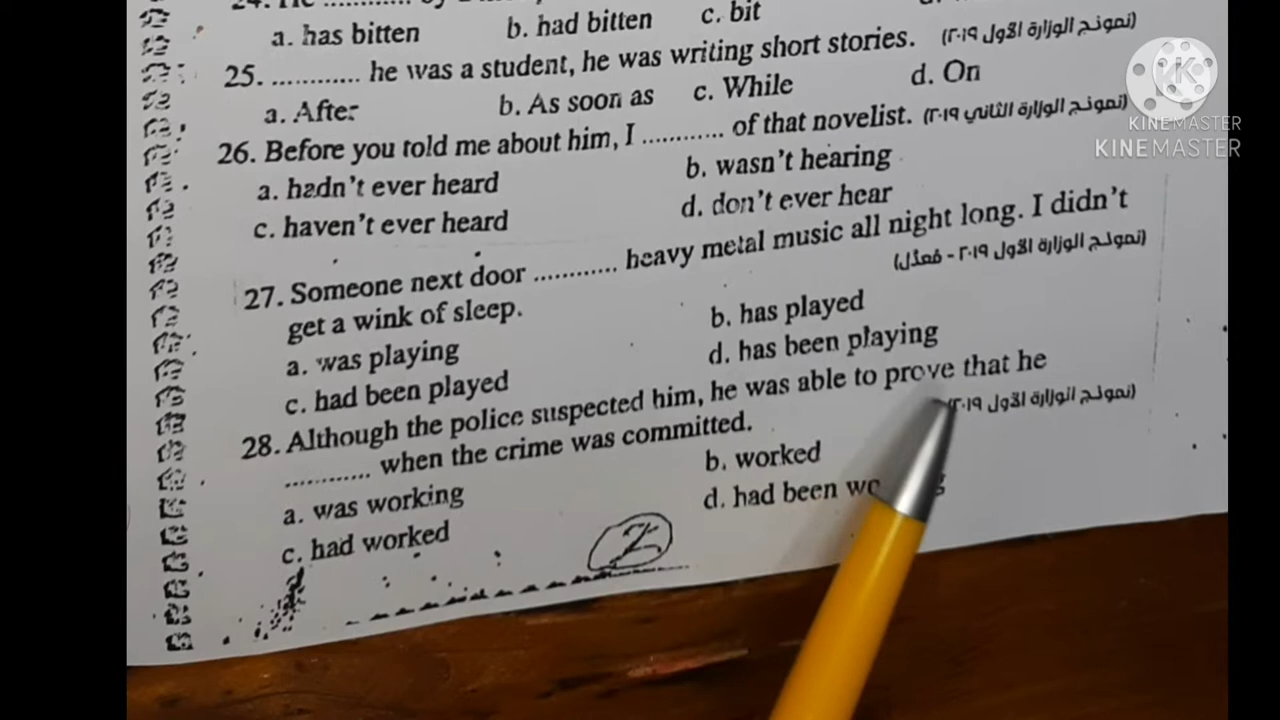 a. has bitten b. had bitten c. bit
25. ............ he was a student, he was writing short stories. (نموذج الوزارة الأول ٢٠١٩)
a. After b. As soon as c. While d. On
26. Before you told me about him, I ............ of that novelist. (نموذج الوزارة الثاني ٢٠١٩)
a. hadn't ever heard b. wasn't hearing
c. haven't ever heard d. don't ever hear
27. Someone next door ............ heavy metal music all night long. I didn't
get a wink of sleep. (نموذج الوزارة الأول ٢٠١٩ - مُعدَّل)
a. was playing b. has played
c. had been played d. has been playing
28. Although the police suspected him, he was able to prove that he
............ when the crime was committed. (نموذج الوزارة الأول ٢٠١٩)
a. was working b. worked
c. had worked d. had been
2
KINEMASTER
KINEMASTER